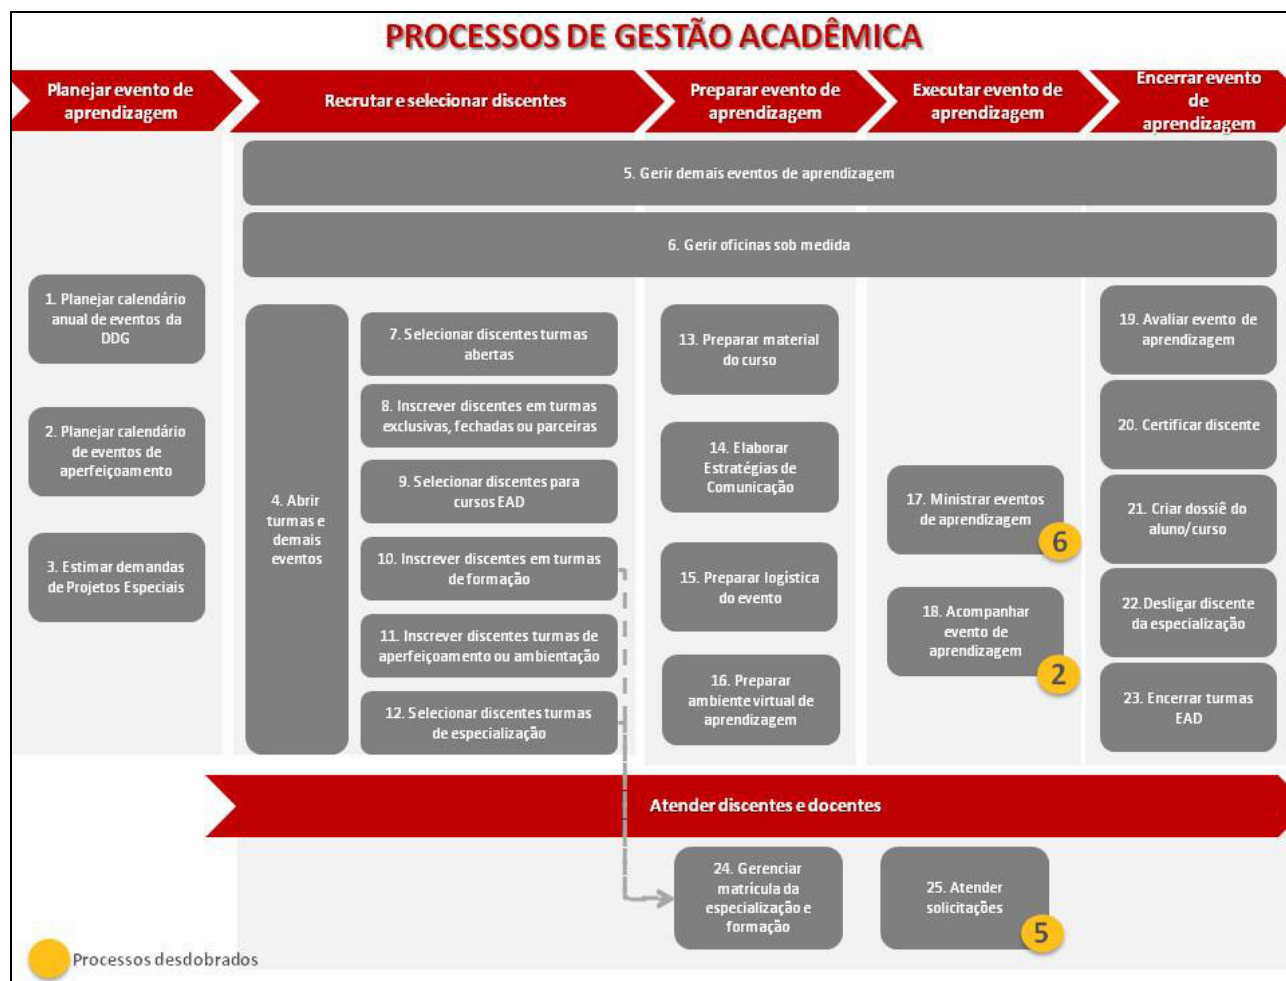 PROCESSOS DE GESTÃO ACADÊMICA
Planejar evento de
aprendizagem
Recrutar e selecionar discentes
Preparar evento de
aprendizagem
Executar evento de
aprendizagem
Encerrar evento
de
aprendizagem
5. Gerir demais eventos de aprendizagem
6. Gerir oficinas sob medida
1. Planejar calendário
anual de eventos da
DDG
2. Planejar calendário
de eventos de
aperfeiçoamento
3. Estimar demandas
de Projetos Especiais
4. Abrir
turmas e
demais
eventos
7. Selecionar discentes turmas
abertas
8. Inscrever discentes em turmas
exclusivas, fechadas ou parceiras
9. Selecionar discentes para
cursos EAD
10. Inscrever discentes em turmas
de formação
11. Inscrever discentes turmas de
aperfeiçoamento ou ambientação
12. Selecionar discentes turmas
de especialização
13. Preparar material
do curso
14. Elaborar
Estratégias de
Comunicação
15. Preparar logística
do evento
16. Preparar
ambiente virtual de
aprendizagem
17. Ministrar eventos
de aprendizagem
6
18. Acompanhar
evento de
aprendizagem
2
19. Avaliar evento de
aprendizagem
20. Certificar discente
21. Criar dossiê do
aluno/curso
22. Desligar discente
da especialização
23. Encerrar turmas
EAD
Atender discentes e docentes
24. Gerenciar
matrícula da
especialização e
formação
25. Atender
solicitações
5
Processos desdobrados